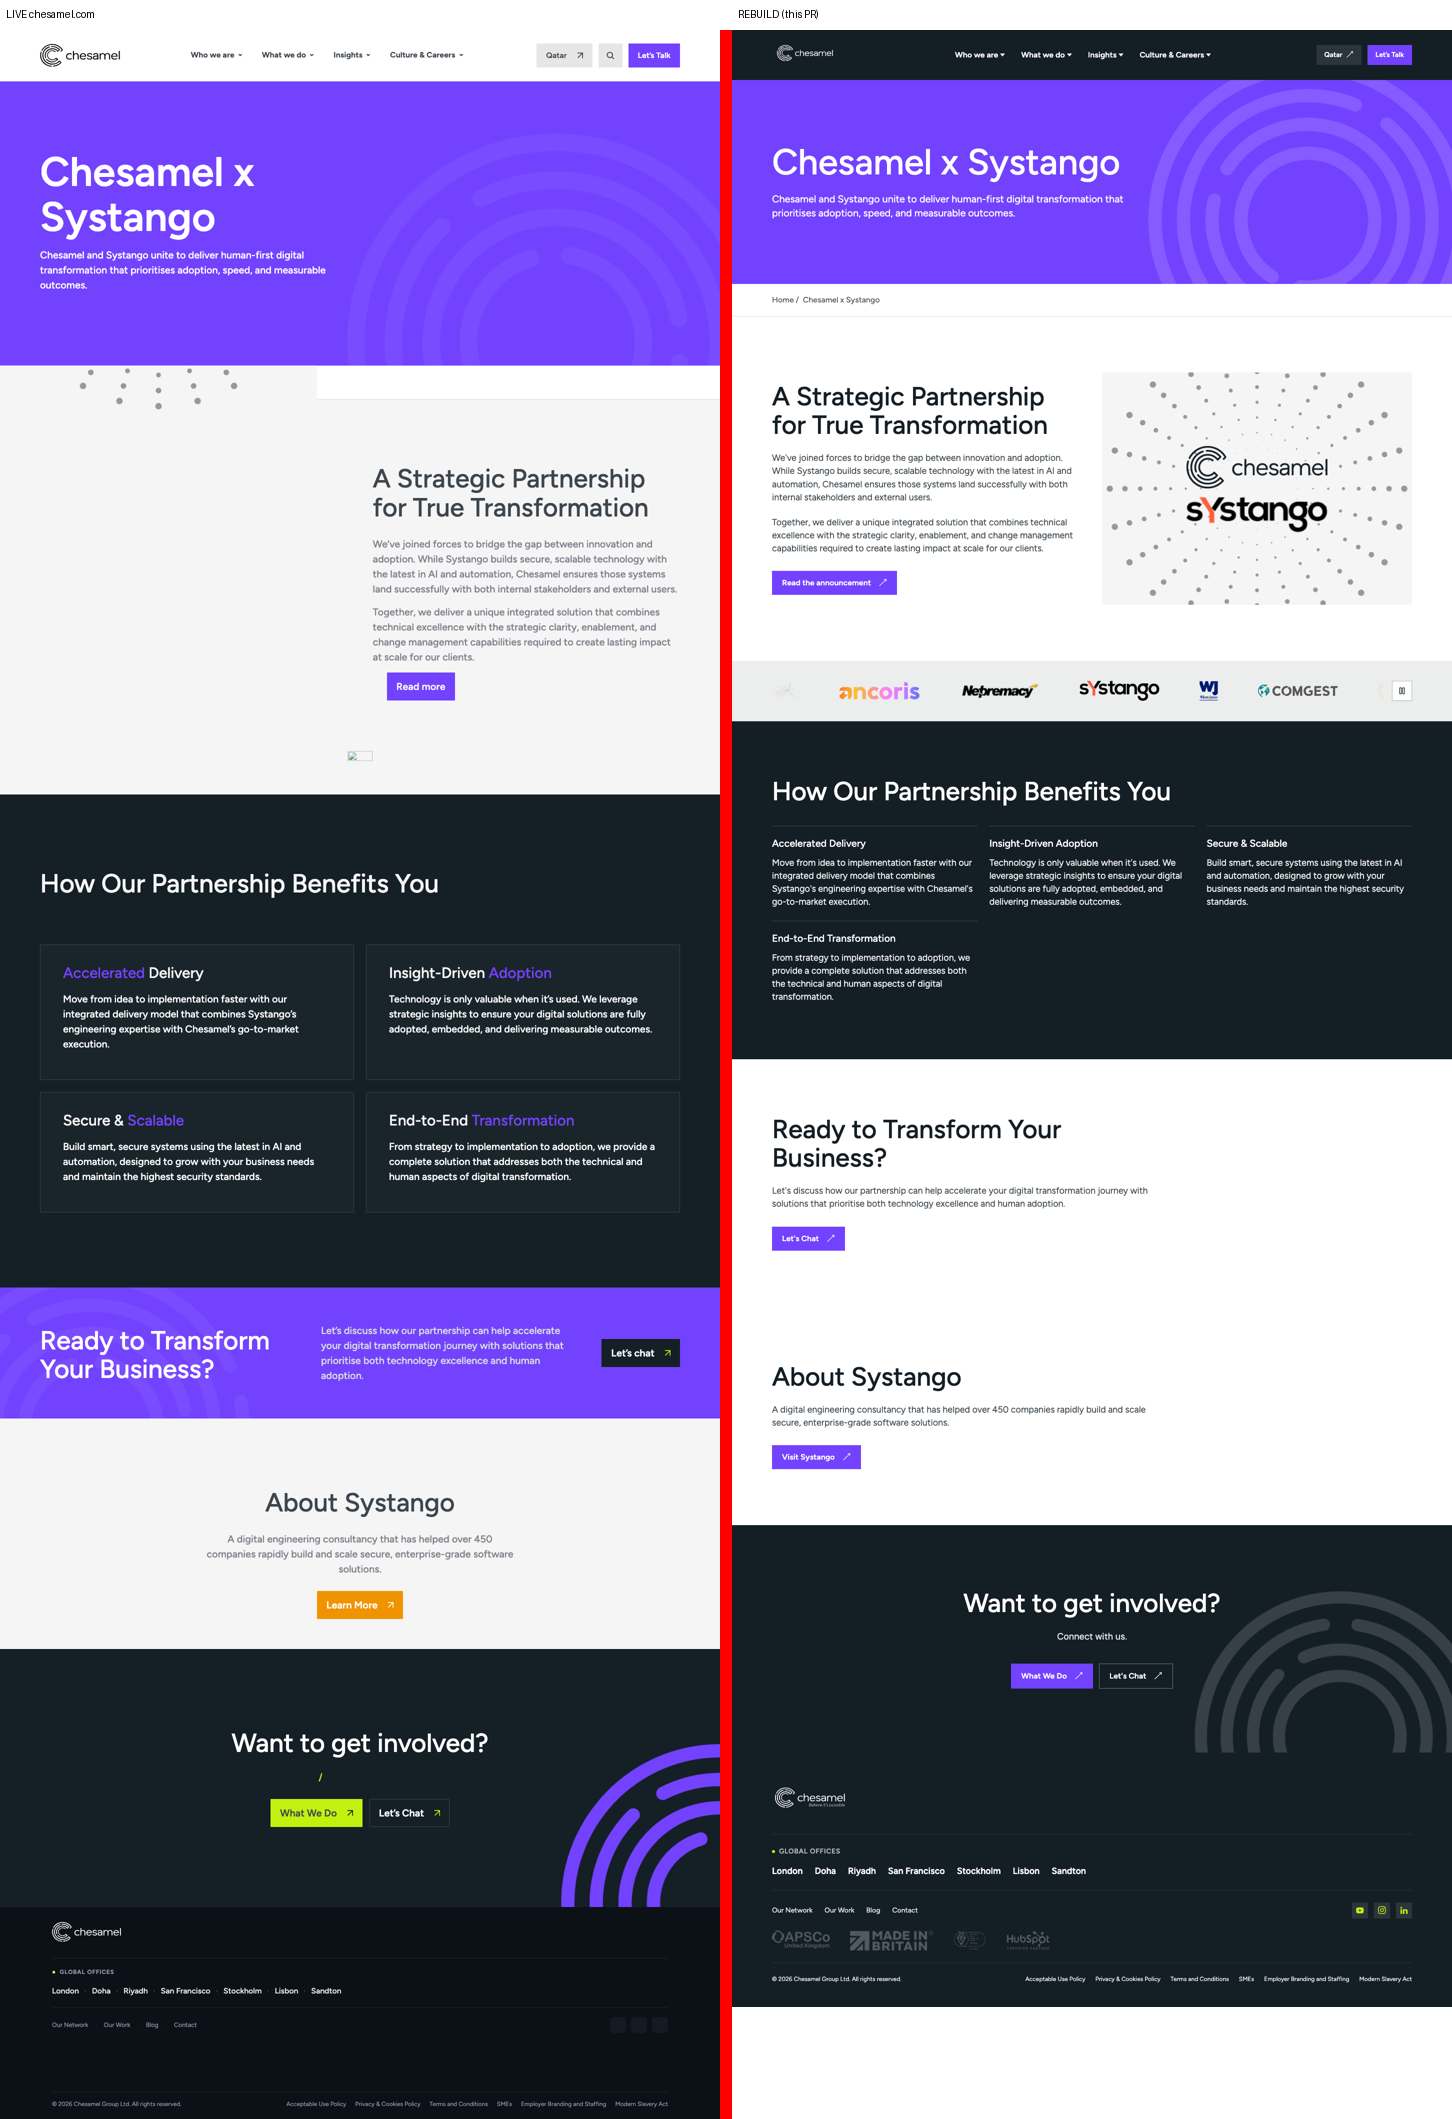 LIVE chesamel.com
chesamel
Who we are
What we do
Insights
Culture & Careers
Qatar
Let's Talk
Chesamel x
Systango
Chesamel and Systango unite to deliver human-first digital
transformation that prioritises adoption, speed, and measurable
outcomes.
A Strategic Partnership
for True Transformation
We've joined forces to bridge the gap between innovation and
adoption. While Systango builds secure, scalable technology with
the latest in AI and automation, Chesamel ensures those systems
land successfully with both internal stakeholders and external users.
Together, we deliver a unique integrated solution that combines
technical excellence with the strategic clarity, enablement, and
change management capabilities required to create lasting impact
at scale for our clients.
Read more
How Our Partnership Benefits You
Accelerated Delivery
Move from idea to implementation faster with our
integrated delivery model that combines Systango's
engineering expertise with Chesamel's go-to-market
execution.
Insight-Driven Adoption
Technology is only valuable when it's used. We leverage
strategic insights to ensure your digital solutions are fully
adopted, embedded, and delivering measurable outcomes.
Secure & Scalable
Build smart, secure systems using the latest in AI and
automation, designed to grow with your business needs
and maintain the highest security standards.
End-to-End Transformation
From strategy to implementation to adoption, we provide a
complete solution that addresses both the technical and
human aspects of digital transformation.
Ready to Transform
Your Business?
Let's discuss how our partnership can help accelerate
your digital transformation journey with solutions that
prioritise both technology excellence and human
adoption.
Let's chat
About Systango
A digital engineering consultancy that has helped over 450
companies rapidly build and scale secure, enterprise-grade software
solutions.
Learn More
Want to get involved?
/
What We Do
Let's Chat
chesamel
GLOBAL OFFICES
London · Doha · Riyadh · San Francisco · Stockholm · Lisbon · Sandton
Our Network
Our Work
Blog
Contact
© 2026 Chesamel Group Ltd. All rights reserved.
Acceptable Use Policy
Privacy & Cookies Policy
Terms and Conditions
SMEs
Employer Branding and Staffing
Modern Slavery Act
REBUILD (this PR)
chesamel
Who we are
What we do
Insights
Culture & Careers
Qatar
Let's Talk
Chesamel x Systango
Chesamel and Systango unite to deliver human-first digital transformation that
prioritises adoption, speed, and measurable outcomes.
Home / Chesamel x Systango
A Strategic Partnership
for True Transformation
We've joined forces to bridge the gap between innovation and adoption.
While Systango builds secure, scalable technology with the latest in AI and
automation, Chesamel ensures those systems land successfully with both
internal stakeholders and external users.
Together, we deliver a unique integrated solution that combines technical
excellence with the strategic clarity, enablement, and change management
capabilities required to create lasting impact at scale for our clients.
Read the announcement
chesamel
sYstango
ancoris
Nepremacy
sYstango
WJ
COMGEST
How Our Partnership Benefits You
Accelerated Delivery
Move from idea to implementation faster with our
integrated delivery model that combines
Systango's engineering expertise with Chesamel's
go-to-market execution.
Insight-Driven Adoption
Technology is only valuable when it's used. We
leverage strategic insights to ensure your digital
solutions are fully adopted, embedded, and
delivering measurable outcomes.
Secure & Scalable
Build smart, secure systems using the latest in AI
and automation, designed to grow with your
business needs and maintain the highest security
standards.
End-to-End Transformation
From strategy to implementation to adoption, we
provide a complete solution that addresses both
the technical and human aspects of digital
transformation.
Ready to Transform Your
Business?
Let's discuss how our partnership can help accelerate your digital transformation journey with
solutions that prioritise both technology excellence and human adoption.
Let's Chat
About Systango
A digital engineering consultancy that has helped over 450 companies rapidly build and scale
secure, enterprise-grade software solutions.
Visit Systango
Want to get involved?
Connect with us.
What We Do
Let's Chat
chesamel
Believe it's possible
GLOBAL OFFICES
London Doha Riyadh San Francisco Stockholm Lisbon Sandton
Our Network
Our Work
Blog
Contact
APSCo
United Kingdom
MADE IN
BRITAIN
HubSpot
© 2026 Chesamel Group Ltd. All rights reserved.
Acceptable Use Policy
Privacy & Cookies Policy
Terms and Conditions
SMEs
Employer Branding and Staffing
Modern Slavery Act